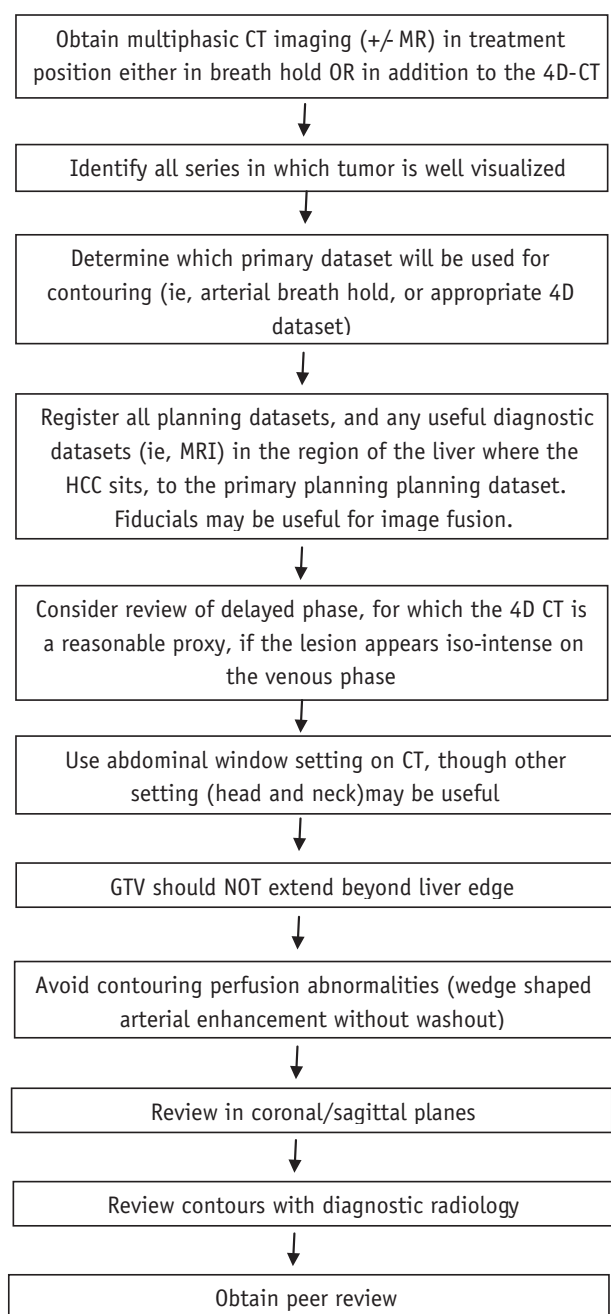 Obtain multiphasic CT imaging (+/- MR) in treatment
position either in breath hold OR in addition to the 4D-CT
Identify all series in which tumor is well visualized
Determine which primary dataset will be used for
contouring (ie, arterial breath hold, or appropriate 4D
dataset)
Register all planning datasets, and any useful diagnostic
datasets (ie, MRI) in the region of the liver where the
HCC sits, to the primary planning planning dataset.
Fiducials may be useful for image fusion.
Consider review of delayed phase, for which the 4D CT is
a reasonable proxy, if the lesion appears iso-intense on
the venous phase
Use abdominal window setting on CT, though other
setting (head and neck)may be useful
GTV should NOT extend beyond liver edge
Avoid contouring perfusion abnormalities (wedge shaped
arterial enhancement without washout)
Review in coronal/sagittal planes
Review contours with diagnostic radiology
Obtain peer review